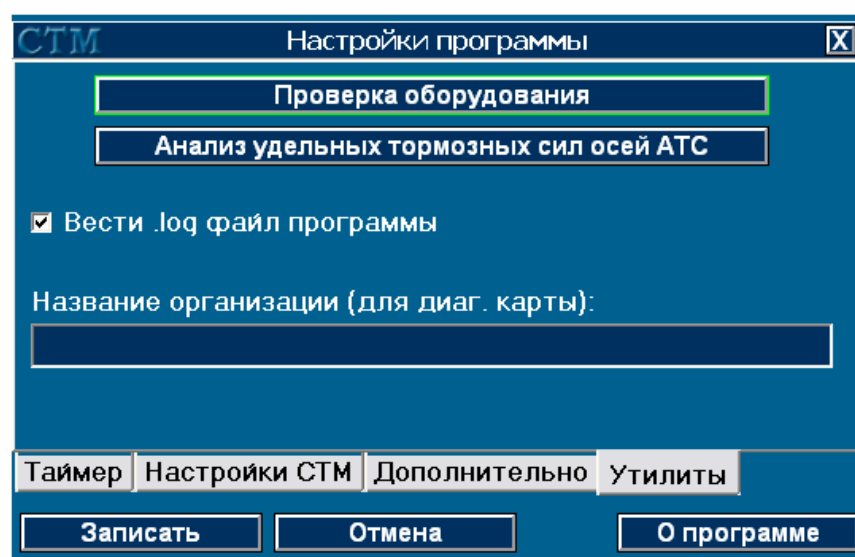 СТМ Настройки программы X
Проверка оборудования
Анализ удельных тормозных сил осей АТС
Вести .log файл программы
Название организации (для диаг. карты):
Таймер Настройки СТМ Дополнительно Утилиты
Записать Отмена О программе